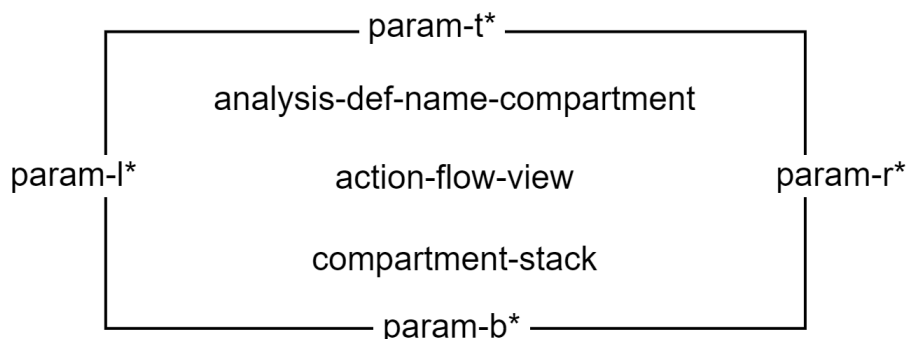 param-t*
analysis-def-name-compartment
param-l*
action-flow-view
param-r*
compartment-stack
param-b*